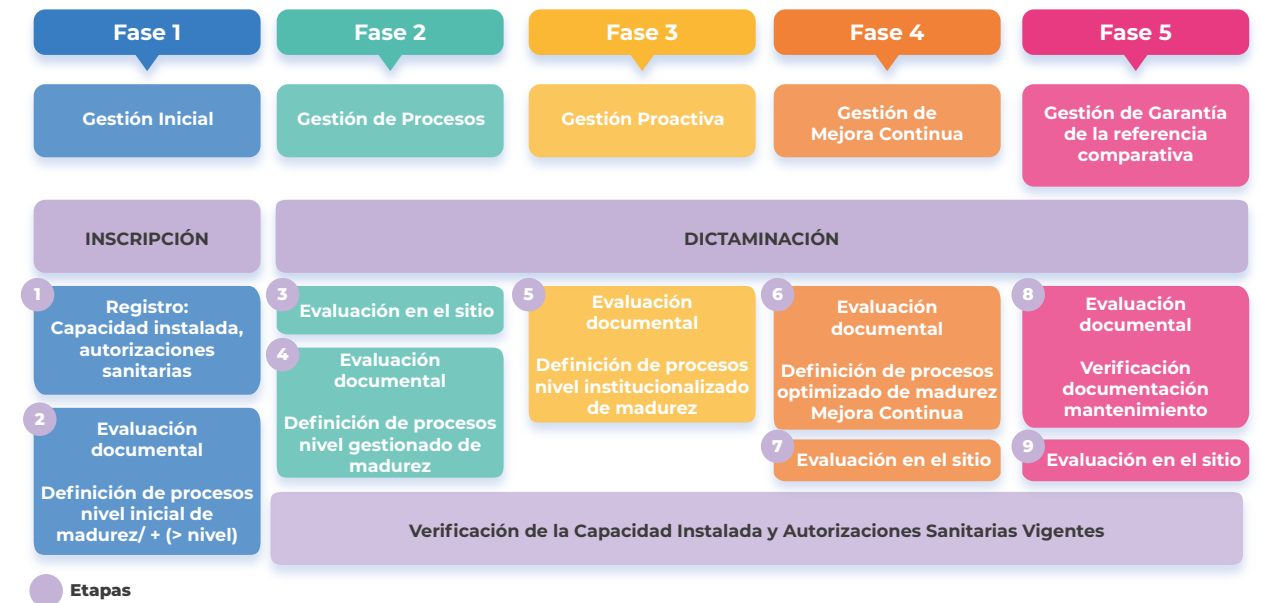 Fase 1
Fase 2
Fase 3
Fase 4
Fase 5
Gestión Inicial
Gestión de Procesos
Gestión Proactiva
Gestión de
Mejora Continua
Gestión de Garantía
de la referencia
comparativa
INSCRIPCIÓN
DICTAMINACIÓN
1
Registro:
Capacidad instalada,
autorizaciones
sanitarias
2
Evaluación
documental
Definición de procesos
nivel inicial de
madurez/ + (> nivel)
3
Evaluación en el sitio
4
Evaluación
documental
Definición de procesos
nivel gestionado de
madurez
5
Evaluación
documental
Definición de procesos
nivel institucionalizado
de madurez
6
Evaluación
documental
Definición de procesos
optimizado de madurez
Mejora Continua
7
Evaluación en el sitio
8
Evaluación
documental
Verificación
documentación
mantenimiento
9
Evaluación en el sitio
Verificación de la Capacidad Instalada y Autorizaciones Sanitarias Vigentes
Etapas